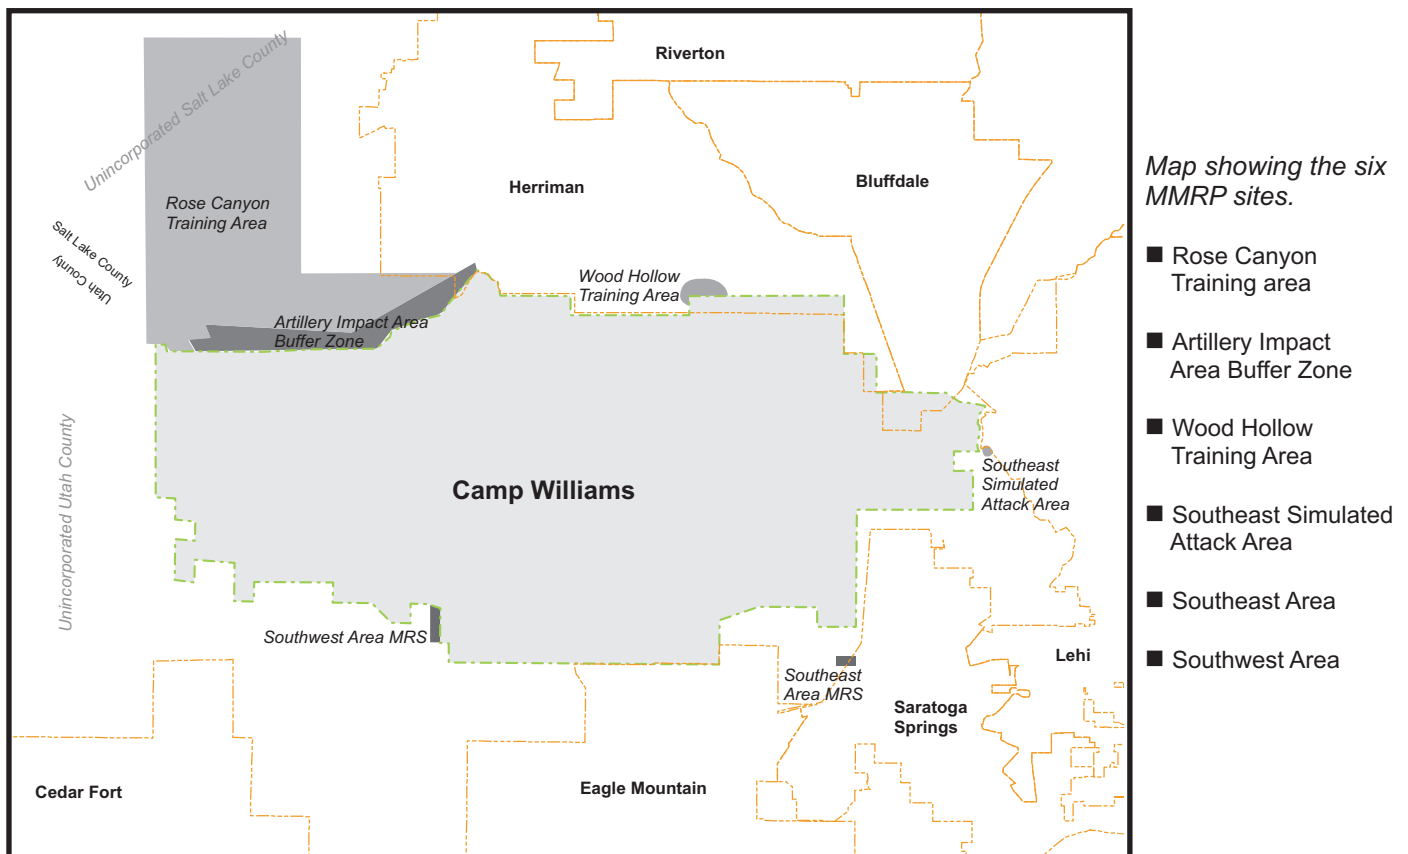 Riverton
Unincorporated Salt Lake County
Herriman
Bluffdale
Rose Canyon
Training Area
Salt Lake County
Utah County
Wood Hollow
Training Area
Artillery Impact Area
Buffer Zone
Unincorporated Utah County
Camp Williams
Southeast
Simulated
Attack Area
Southwest Area MRS
Southeast
Area MRS
Lehi
Saratoga
Springs
Cedar Fort
Eagle Mountain
Map showing the six
MMRP sites.
Rose Canyon
Training area
Artillery Impact
Area Buffer Zone
Wood Hollow
Training Area
Southeast Simulated
Attack Area
Southeast Area
Southwest Area